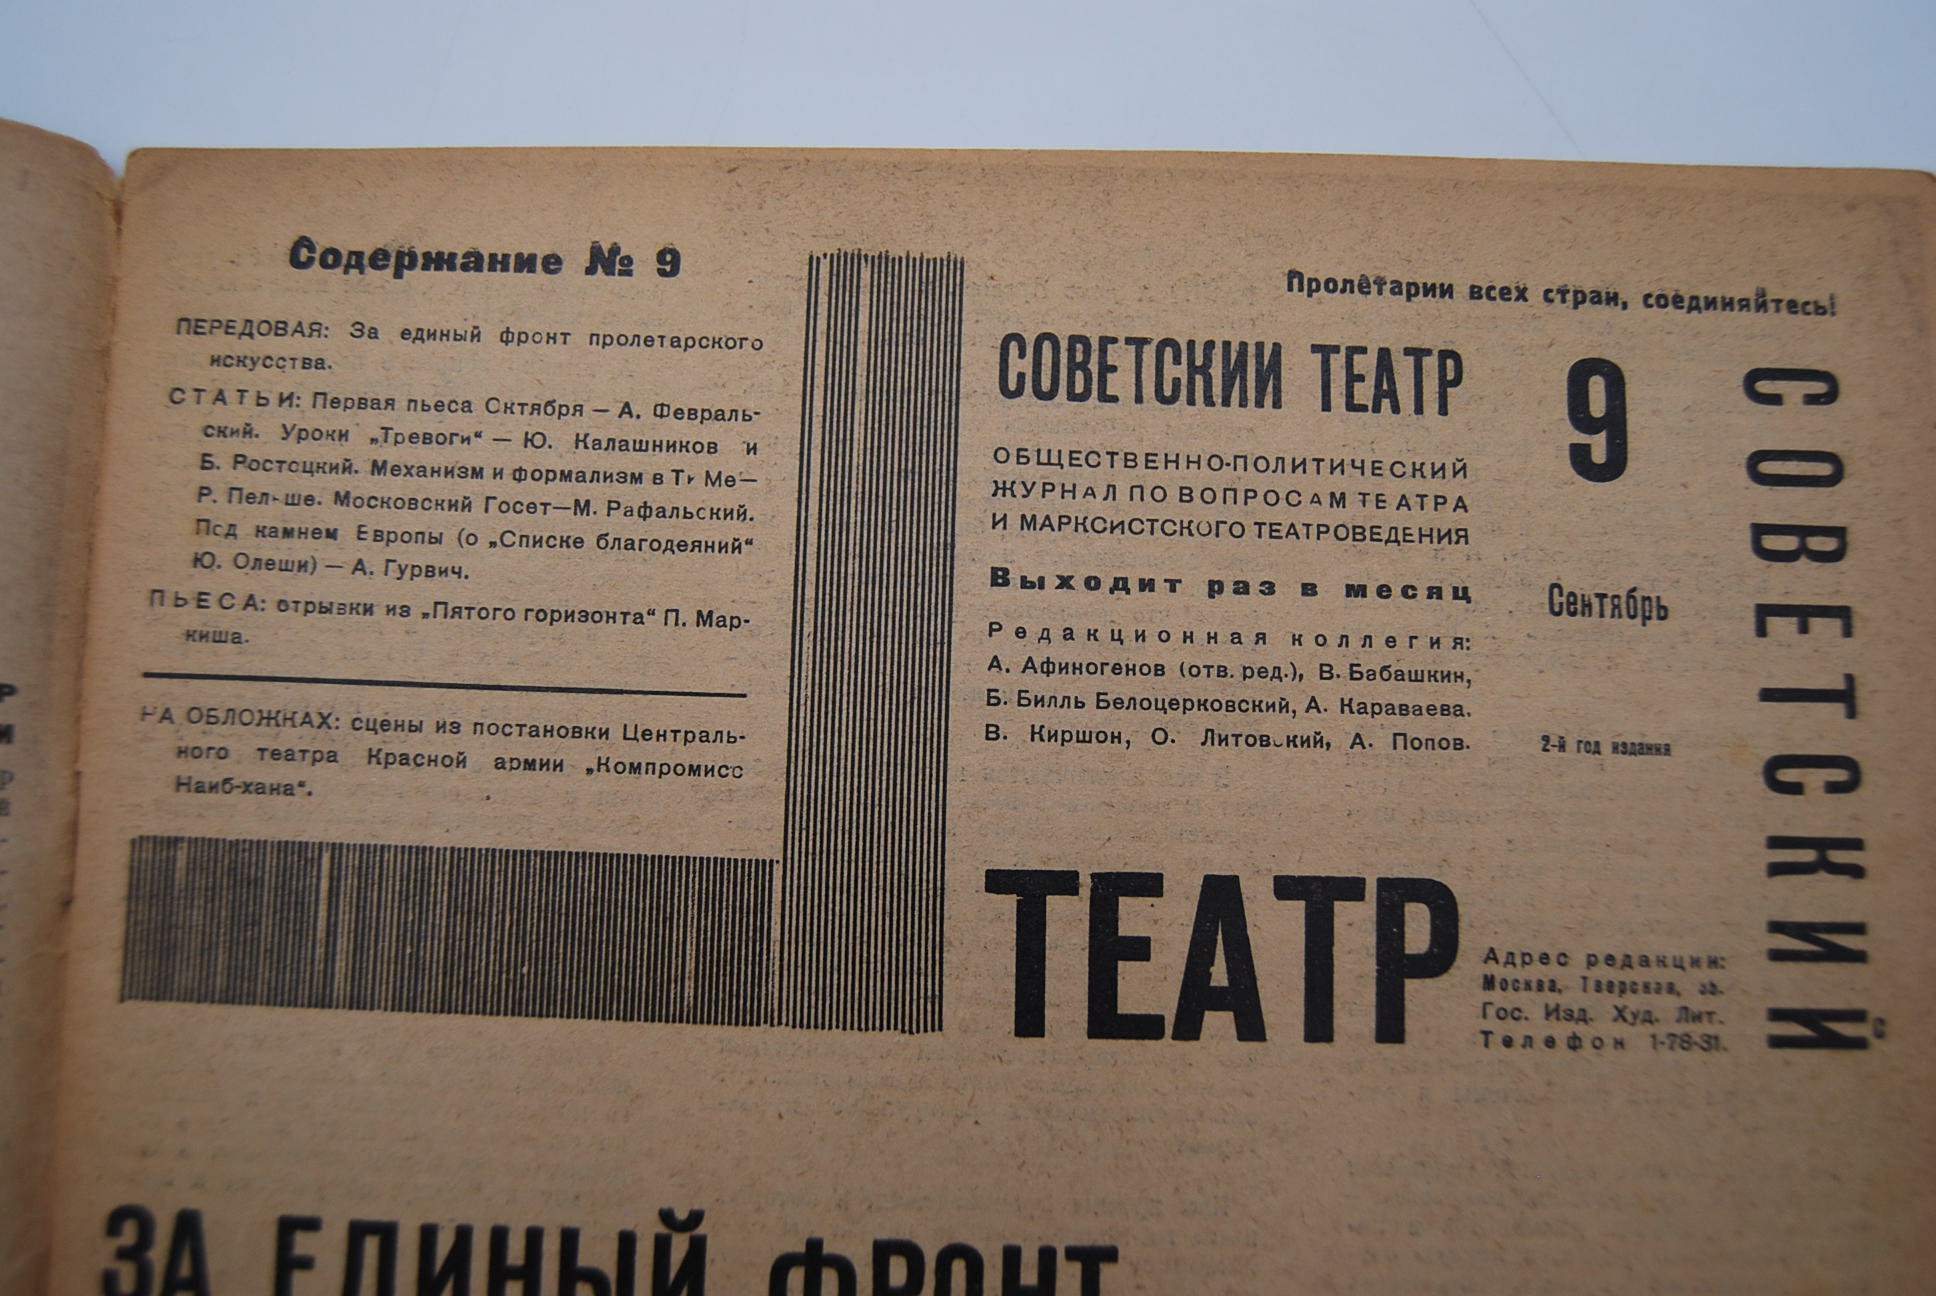 Содержание № 9
ПЕРЕДОВАЯ: За единый фронт пролетарского
искусства.
СТАТЬИ: Первая пьеса Октября — А. Февраль-
ский. Уроки „Тревоги“ — Ю. Калашников и
Б. Ростоцкий. Механизм и формализм в Ме—
Р. Пельше. Московский Госет—М. Рафальский.
Под камнем Европы (о „Списке благодеяний“
Ю. Олеши) — А. Гурвич.
ПЬЕСА: отрывки из „Пятого горизонта“ П. Мар-
киша.
НА ОБЛОЖКАХ: сцены из постановки Централь-
ного театра Красной армии „Компромисс
Наиб-хана“.
Пролетарии всех стран, соединяйтесь!
СОВЕТСКИЙ ТЕАТР
9
ОБЩЕСТВЕННО-ПОЛИТИЧЕСКИЙ
ЖУРНАЛ ПО ВОПРОСАМ ТЕАТРА
И МАРКСИСТСКОГО ТЕАТРОВЕДЕНИЯ
Выходит раз в месяц
Сентябрь
Редакционная коллегия:
А. Афиногенов (отв. ред.), В. Бабашкин,
Б. Билль Белоцерковский, А. Караваева.
В. Киршон, О. Литовский, А. Попов.
2-й год издания
СОВЕТСКИЙ
ТЕАТР
Адрес редакции:
Москва, Тверская,
Гос. Изд. Худ. Лит.
Телефон 1-78-31.
ЗА ЕДИНЫЙ ФРОНТ